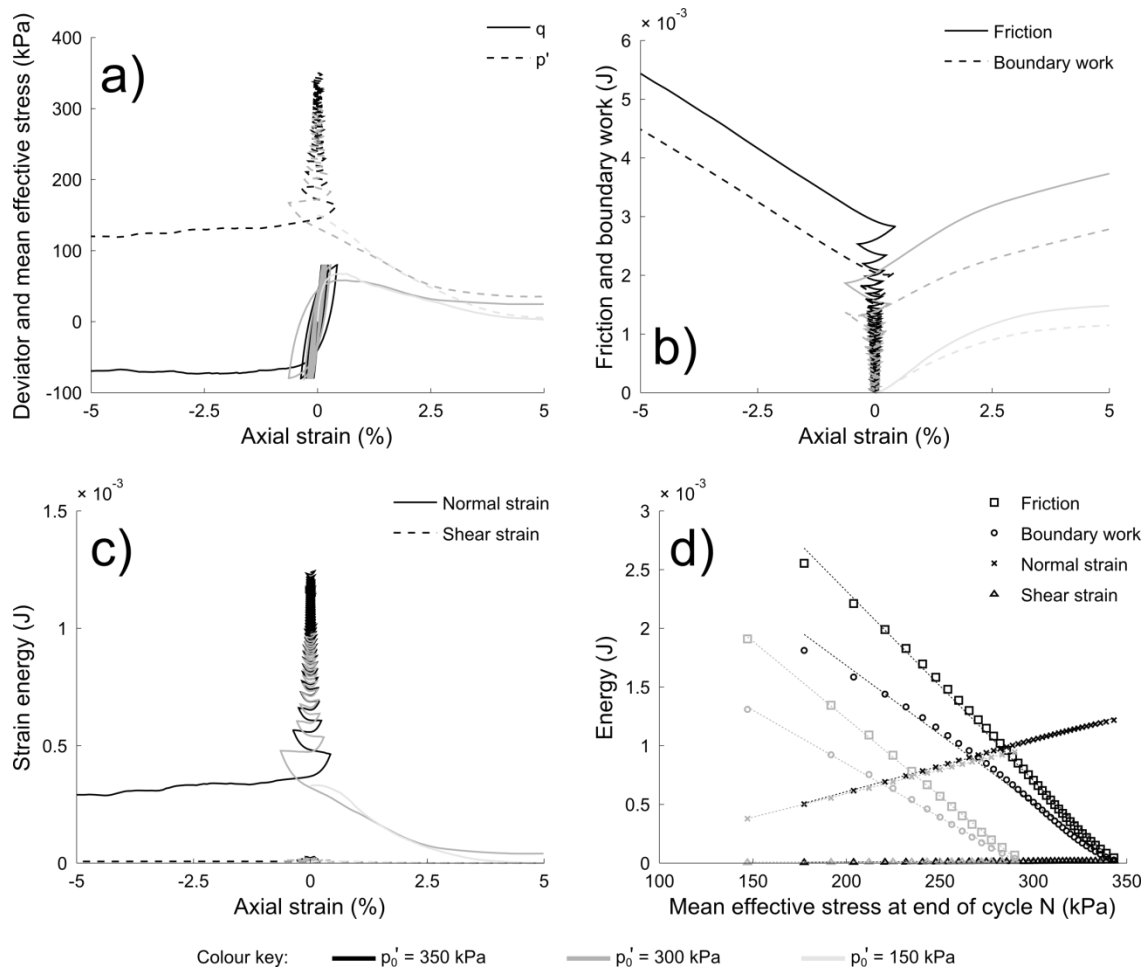 a)
q
p'
Deviator and mean effective stress (kPa)
400
300
200
100
0
-100
-5
-2.5
0
2.5
5
Axial strain (%)
b)
× 10⁻³
Friction
Boundary work
Friction and boundary work (J)
6
5
4
3
2
1
0
-5
-2.5
0
2.5
5
Axial strain (%)
c)
× 10⁻³
Normal strain
Shear strain
Strain energy (J)
1.5
1
0.5
0
-5
-2.5
0
2.5
5
Axial strain (%)
d)
× 10⁻³
Friction
Boundary work
Normal strain
Shear strain
Energy (J)
3
2.5
2
1.5
1
0.5
0
100
150
200
250
300
350
Mean effective stress at end of cycle N (kPa)
Colour key: p₀' = 350 kPa p₀' = 300 kPa p₀' = 150 kPa